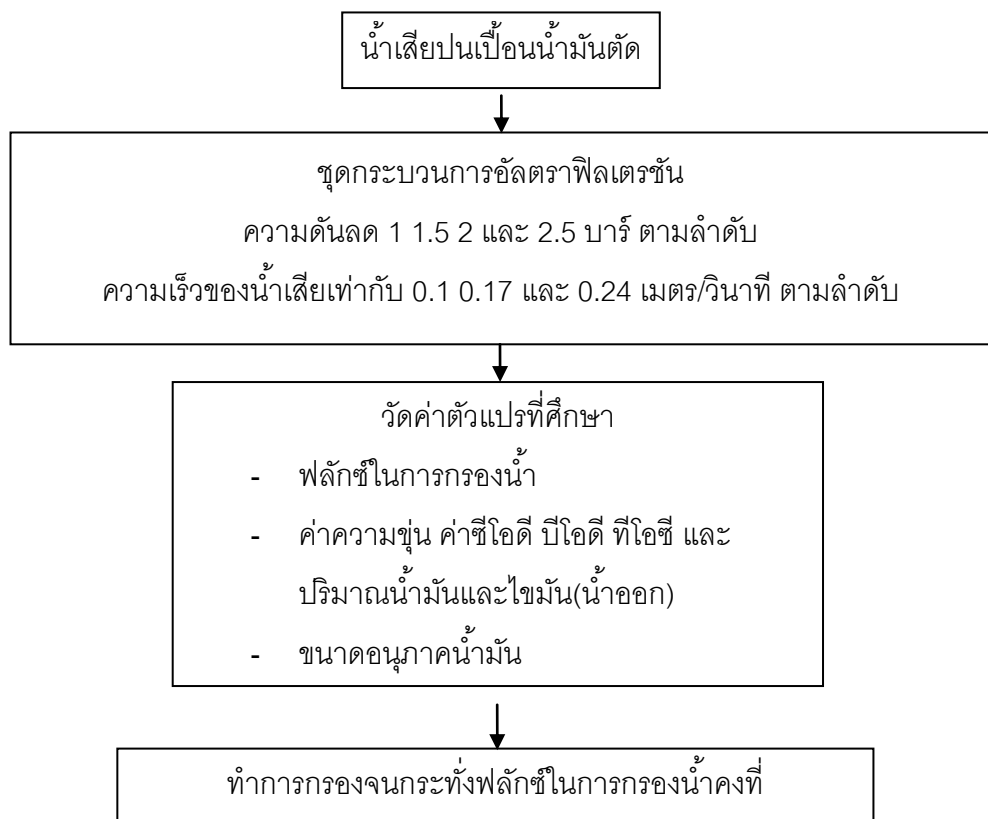 น้ำเสียปนเปื้อนน้ำมันตัด
ชุดกระบวนการอัลตราฟิลเตรชัน
ความดันลด 1 1.5 2 และ 2.5 บาร์ ตามลำดับ
ความเร็วของน้ำเสียเท่ากับ 0.1 0.17 และ 0.24 เมตร/วินาที ตามลำดับ
วัดค่าตัวแปรที่ศึกษา
- ฟลักซ์ในการกรองน้ำ
- ค่าความขุ่น ค่าซีโอดี บีโอดี ทีโอซี และ
ปริมาณน้ำมันและไขมัน(น้ำออก)
- ขนาดอนุภาคน้ำมัน
ทำการกรองจนกระทั่งฟลักซ์ในการกรองน้ำคงที่